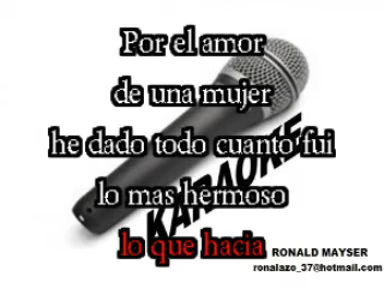 Por el amor
de una mujer
he dado todo cuanto fui
lo mas hermoso
lo que hacia
KARAOKE
RONALD MAYSER
ronalazo_37@hotmail.com